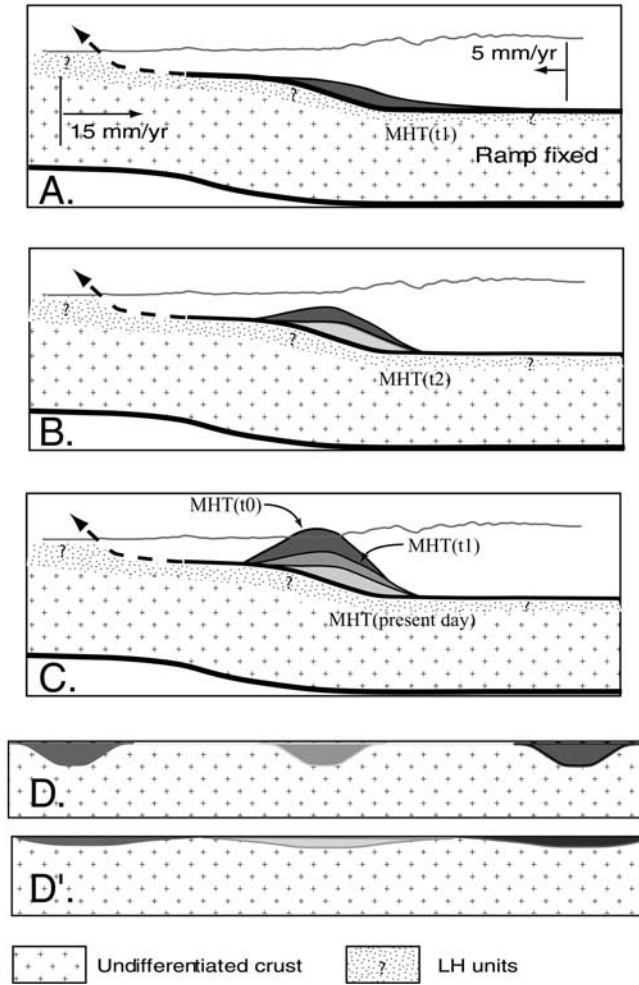 5 mm/yr
?
?
15 mm/yr
MHT(t1)
?
Ramp fixed
A.
?
?
MHT(t2)
?
B.
MHT(t0)
MHT(t1)
?
?
MHT(present day)
?
C.
D.
D'.
Undifferentiated crust
?
LH units